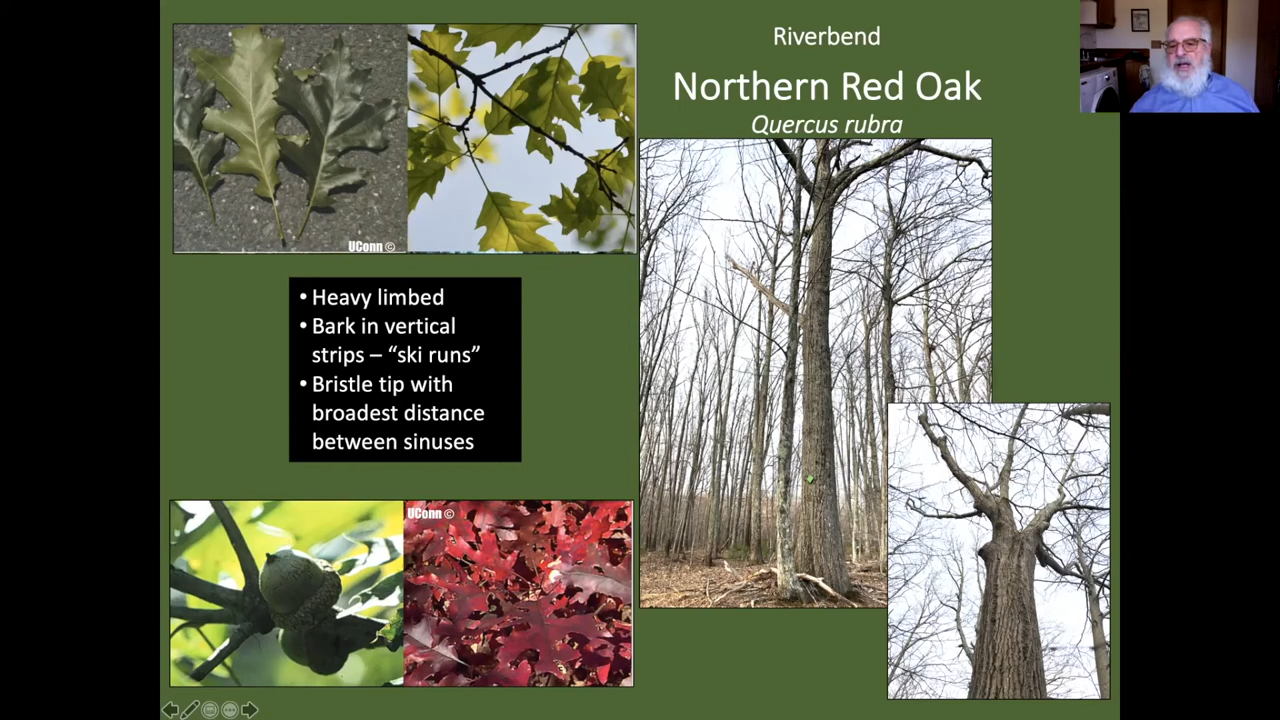 Riverbend
Northern Red Oak
Quercus rubra
UConn ©
• Heavy limbed
• Bark in vertical
strips – “ski runs”
• Bristle tip with
broadest distance
between sinuses
UConn ©